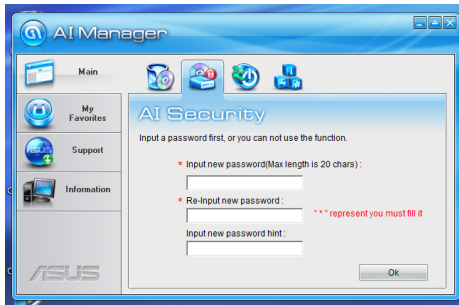 AI Manager
Main
My
Favorites
Support
Information
AI Security
Input a password first, or you can not use the function.
* Input new password(Max length is 20 chars) :
* Re-Input new password :
" * " represent you must fill it
Input new password hint :
Ok
ASUS